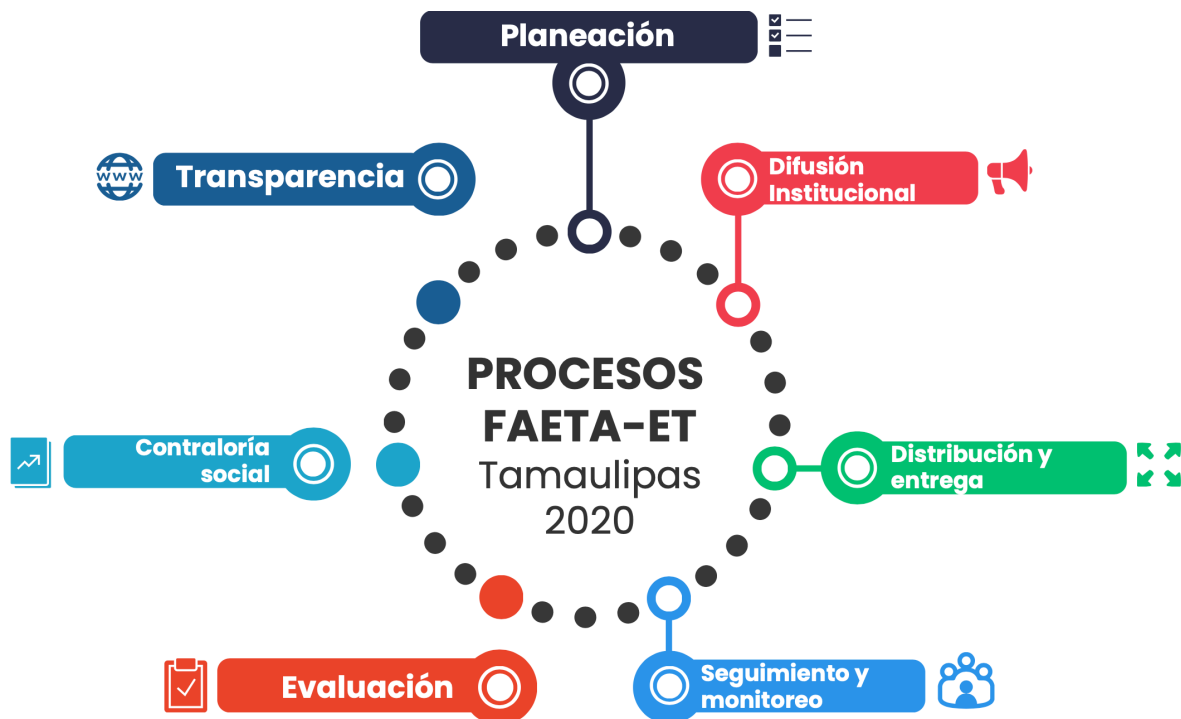 Planeación
Transparencia
www
Difusión
Institucional
PROCESOS
FAETA-ET
Tamaulipas
2020
Contraloría
social
Distribución y
entrega
Evaluación
Seguimiento y
monitoreo